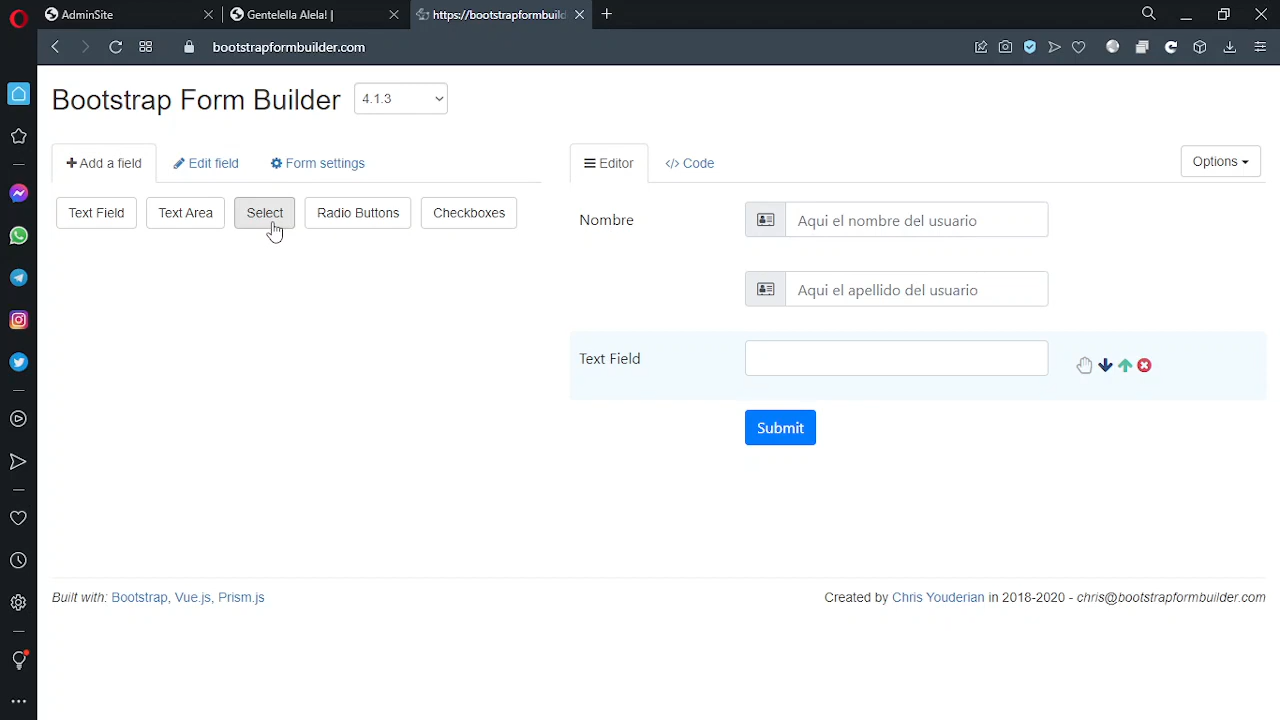 AdminSite
Gentelella Alela! |
https://bootstrapformbuild
bootstrapformbuilder.com
Bootstrap Form Builder
4.1.3
Add a field
Edit field
Form settings
Editor
</> Code
Options
Text Field
Text Area
Select
Radio Buttons
Checkboxes
Nombre
Aqui el nombre del usuario
Aqui el apellido del usuario
Text Field
Submit
Built with: Bootstrap, Vue.js, Prism.js
Created by Chris Youderian in 2018-2020 - chris@bootstrapformbuilder.com